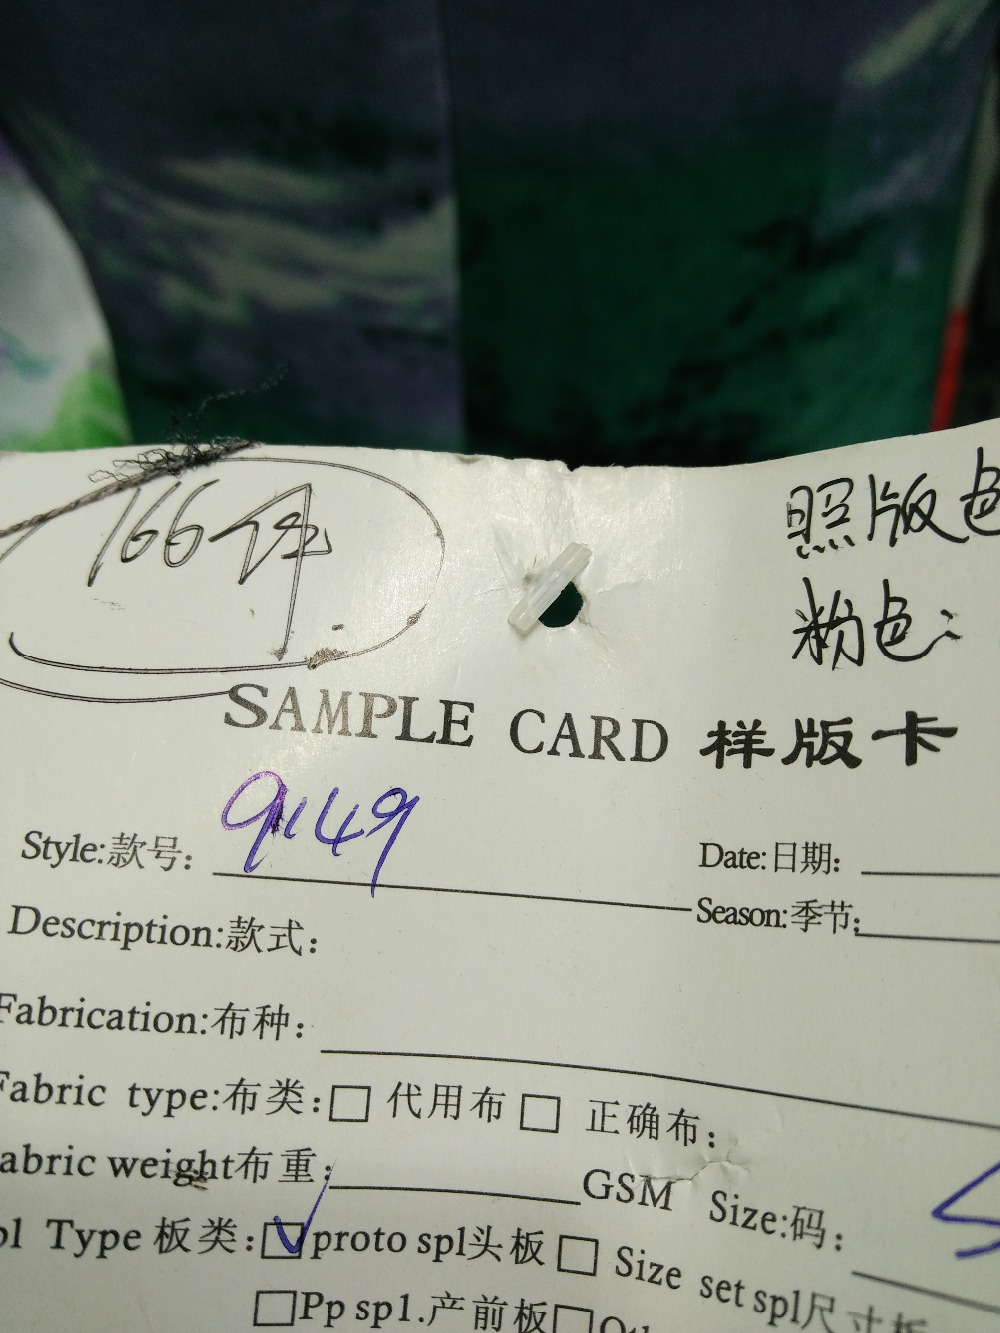 166件
照版色
粉色:
SAMPLE CARD 样版卡
Style:款号: 9149
Date:日期:
Season:季节:
Description:款式:
Fabrication:布种:
Fabric type:布类:□ 代用布 □ 正确布:
abric weight布重: GSM Size:码:
pl Type 板类:☑proto spl头板 □ Size set spl尺寸板
□Pp spl.产前板□Oth